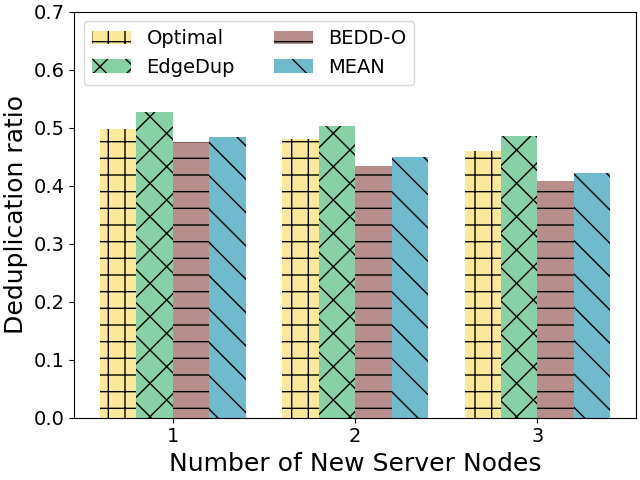 Deduplication ratio
0.7
0.6
0.5
0.4
0.3
0.2
0.1
0.0
Optimal
EdgeDup
BEDD-O
MEAN
1
2
3
Number of New Server Nodes